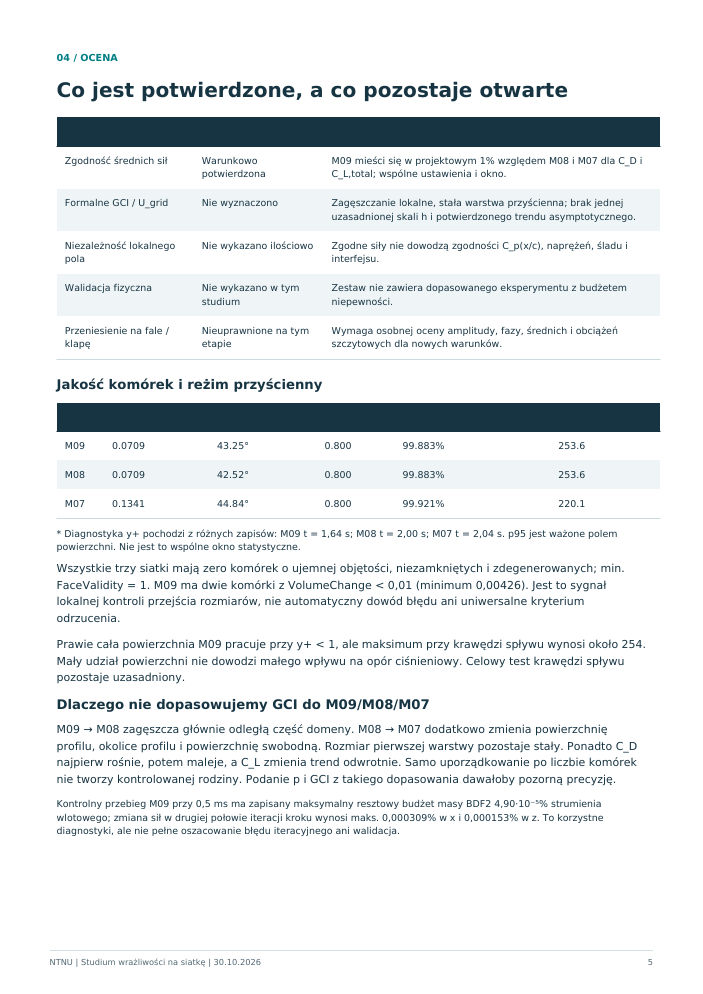 04 / OCENA
Co jest potwierdzone, a co pozostaje otwarte
Zgodność średnich sił
Warunkowo
potwierdzona
M09 mieści się w projektowym 1% względem M08 i M07 dla C_D i
C_L,total; wspólne ustawienia i okno.
Formalne GCI / U_grid
Nie wyznaczono
Zagęszczanie lokalne, stała warstwa przyścienna; brak jednej
uzasadnionej skali h i potwierdzonego trendu asymptotycznego.
Niezależność lokalnego
pola
Nie wykazano ilościowo
Zgodne siły nie dowodzą zgodności C_p(x/c), naprężeń, śladu i
interfejsu.
Walidacja fizyczna
Nie wykazano w tym
studium
Zestaw nie zawiera dopasowanego eksperymentu z budżetem
niepewności.
Przeniesienie na fale /
klapę
Nieuprawnione na tym
etapie
Wymaga osobnej oceny amplitudy, fazy, średnich i obciążeń
szczytowych dla nowych warunków.
Jakość komórek i reżim przyścienny
M09 0.0709 43.25° 0.800 99.883% 253.6
M08 0.0709 42.52° 0.800 99.883% 253.6
M07 0.1341 44.84° 0.800 99.921% 220.1
* Diagnostyka y+ pochodzi z różnych zapisów: M09 t = 1,64 s; M08 t = 2,00 s; M07 t = 2,04 s. p95 jest ważone polem
powierzchni. Nie jest to wspólne okno statystyczne.
Wszystkie trzy siatki mają zero komórek o ujemnej objętości, niezamkniętych i zdegenerowanych; min.
FaceValidity = 1. M09 ma dwie komórki z VolumeChange < 0,01 (minimum 0,00426). Jest to sygnał
lokalnej kontroli przejścia rozmiarów, nie automatyczny dowód błędu ani uniwersalne kryterium
odrzucenia.
Prawie cała powierzchnia M09 pracuje przy y+ < 1, ale maksimum przy krawędzi spływu wynosi około 254.
Mały udział powierzchni nie dowodzi małego wpływu na opór ciśnieniowy. Celowy test krawędzi spływu
pozostaje uzasadniony.
Dlaczego nie dopasowujemy GCI do M09/M08/M07
M09 → M08 zagęszcza głównie odległą część domeny. M08 → M07 dodatkowo zmienia powierzchnię
profilu, okolice profilu i powierzchnię swobodną. Rozmiar pierwszej warstwy pozostaje stały. Ponadto C_D
najpierw rośnie, potem maleje, a C_L zmienia trend odwrotnie. Samo uporządkowanie po liczbie komórek
nie tworzy kontrolowanej rodziny. Podanie p i GCI z takiego dopasowania dawałoby pozorną precyzję.
Kontrolny przebieg M09 przy 0,5 ms ma zapisany maksymalny resztowy budżet masy BDF2 4,90·10⁻⁵% strumienia
wlotowego; zmiana sił w drugiej połowie iteracji kroku wynosi maks. 0,000309% w x i 0,000153% w z. To korzystne
diagnostyki, ale nie pełne oszacowanie błędu iteracyjnego ani walidacja.
NTNU | Studium wrażliwości na siatkę | 30.10.2026
5